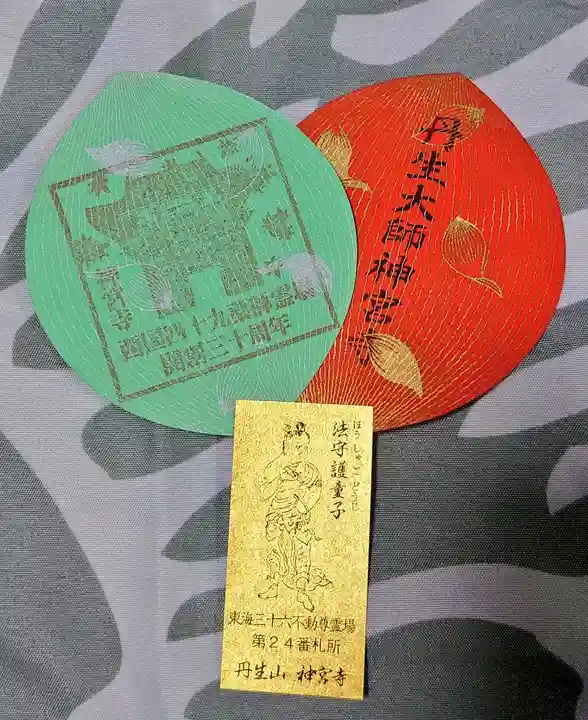 神宮寺
西国四十九薬師霊場
開創三十周年
丹生大師神宮寺
法守護童子
ほうしゅごどうじ
東海三十六不動尊霊場
第24番札所
丹生山 神宮寺